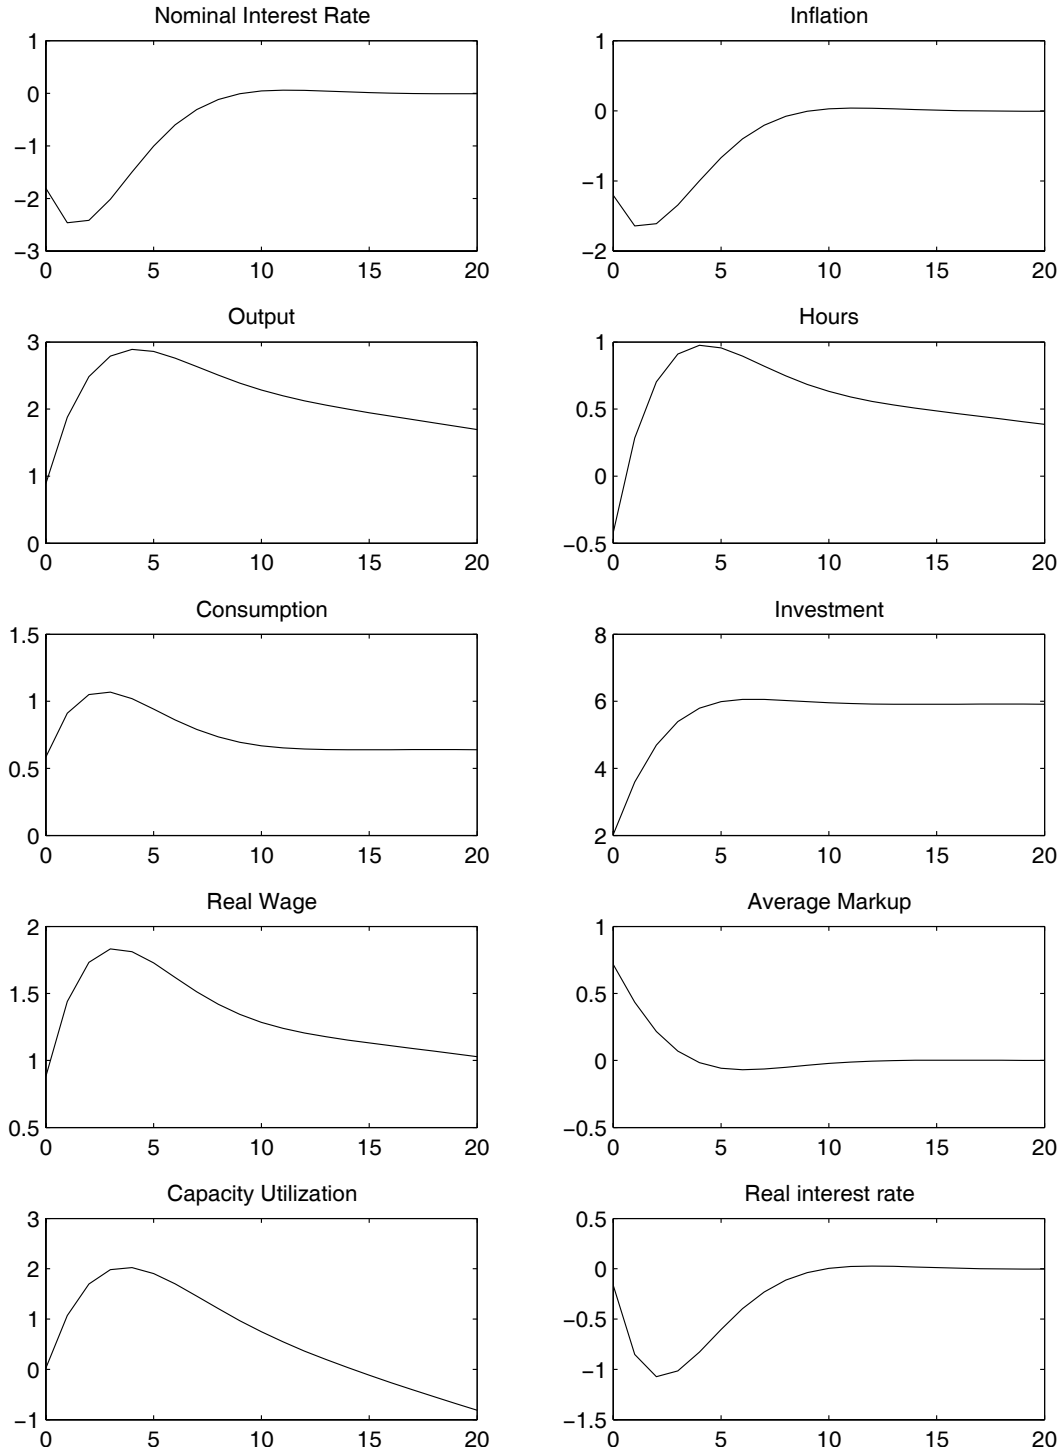 Nominal Interest Rate
1
0
−1
−2
−3
0 5 10 15 20
Inflation
1
0
−1
−2
0 5 10 15 20
Output
3
2
1
0
0 5 10 15 20
Hours
1
0.5
0
−0.5
0 5 10 15 20
Consumption
1.5
1
0.5
0
0 5 10 15 20
Investment
8
6
4
2
0 5 10 15 20
Real Wage
2
1.5
1
0.5
0 5 10 15 20
Average Markup
1
0.5
0
−0.5
0 5 10 15 20
Capacity Utilization
3
2
1
0
−1
0 5 10 15 20
Real interest rate
0.5
0
−0.5
−1
−1.5
0 5 10 15 20